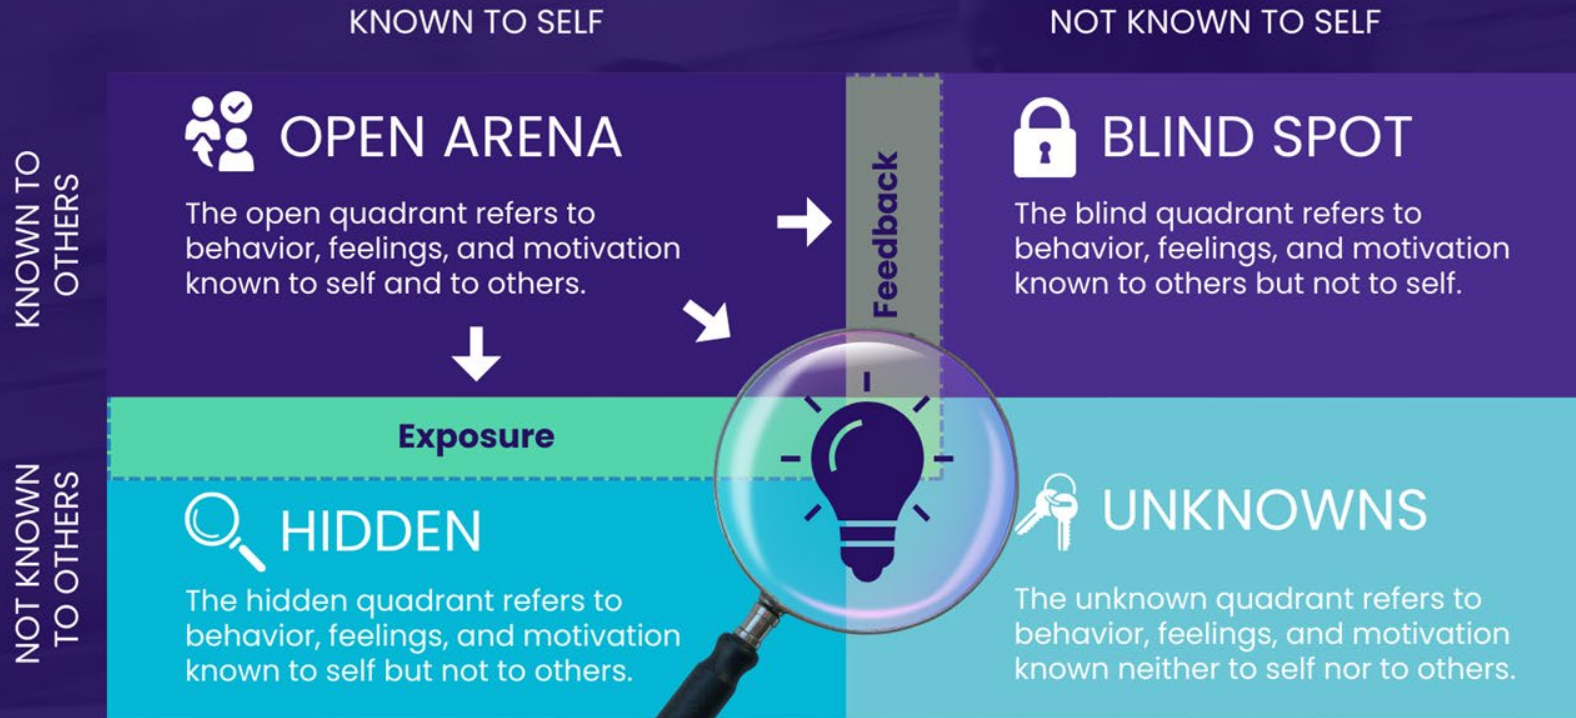 KNOWN TO SELF
NOT KNOWN TO SELF
KNOWN TO
OTHERS
OPEN ARENA
The open quadrant refers to
behavior, feelings, and motivation
known to self and to others.
Feedback
BLIND SPOT
The blind quadrant refers to
behavior, feelings, and motivation
known to others but not to self.
Exposure
NOT KNOWN
TO OTHERS
HIDDEN
The hidden quadrant refers to
behavior, feelings, and motivation
known to self but not to others.
UNKNOWNS
The unknown quadrant refers to
behavior, feelings, and motivation
known neither to self nor to others.